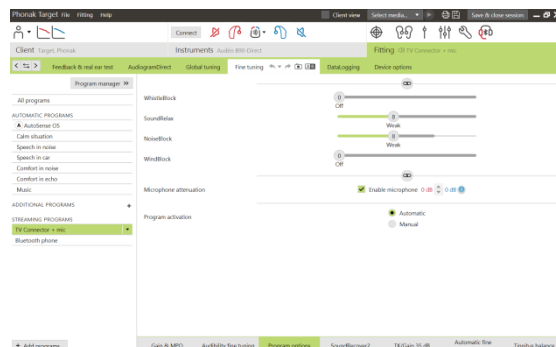 Phonak Target File Fitting Help
Client view Select media... Save & close session
Connect
Client Target, Phonak
Instruments Audéo B90-Direct
Fitting TV Connector + mic
Feedback & real ear test AudiogramDirect Global tuning Fine tuning DataLogging Device options
Program manager
All programs
AUTOMATIC PROGRAMS
A AutoSense OS
Calm situation
Speech in noise
Speech in car
Comfort in noise
Comfort in echo
Music
ADDITIONAL PROGRAMS +
STREAMING PROGRAMS
TV Connector + mic
Bluetooth phone
+ Add programs
WhistleBlock
0
Off
SoundRelax
8
Weak
NoiseBlock
8
Weak
WindBlock
0
Off
Microphone attenuation
Enable microphone 0 dB 0 dB
Program activation
Automatic
Manual
Gain & MPO Audibility fine tuning Program options SoundRecover2 TK/Gain 35 dB Automatic fine Tinnitus balance